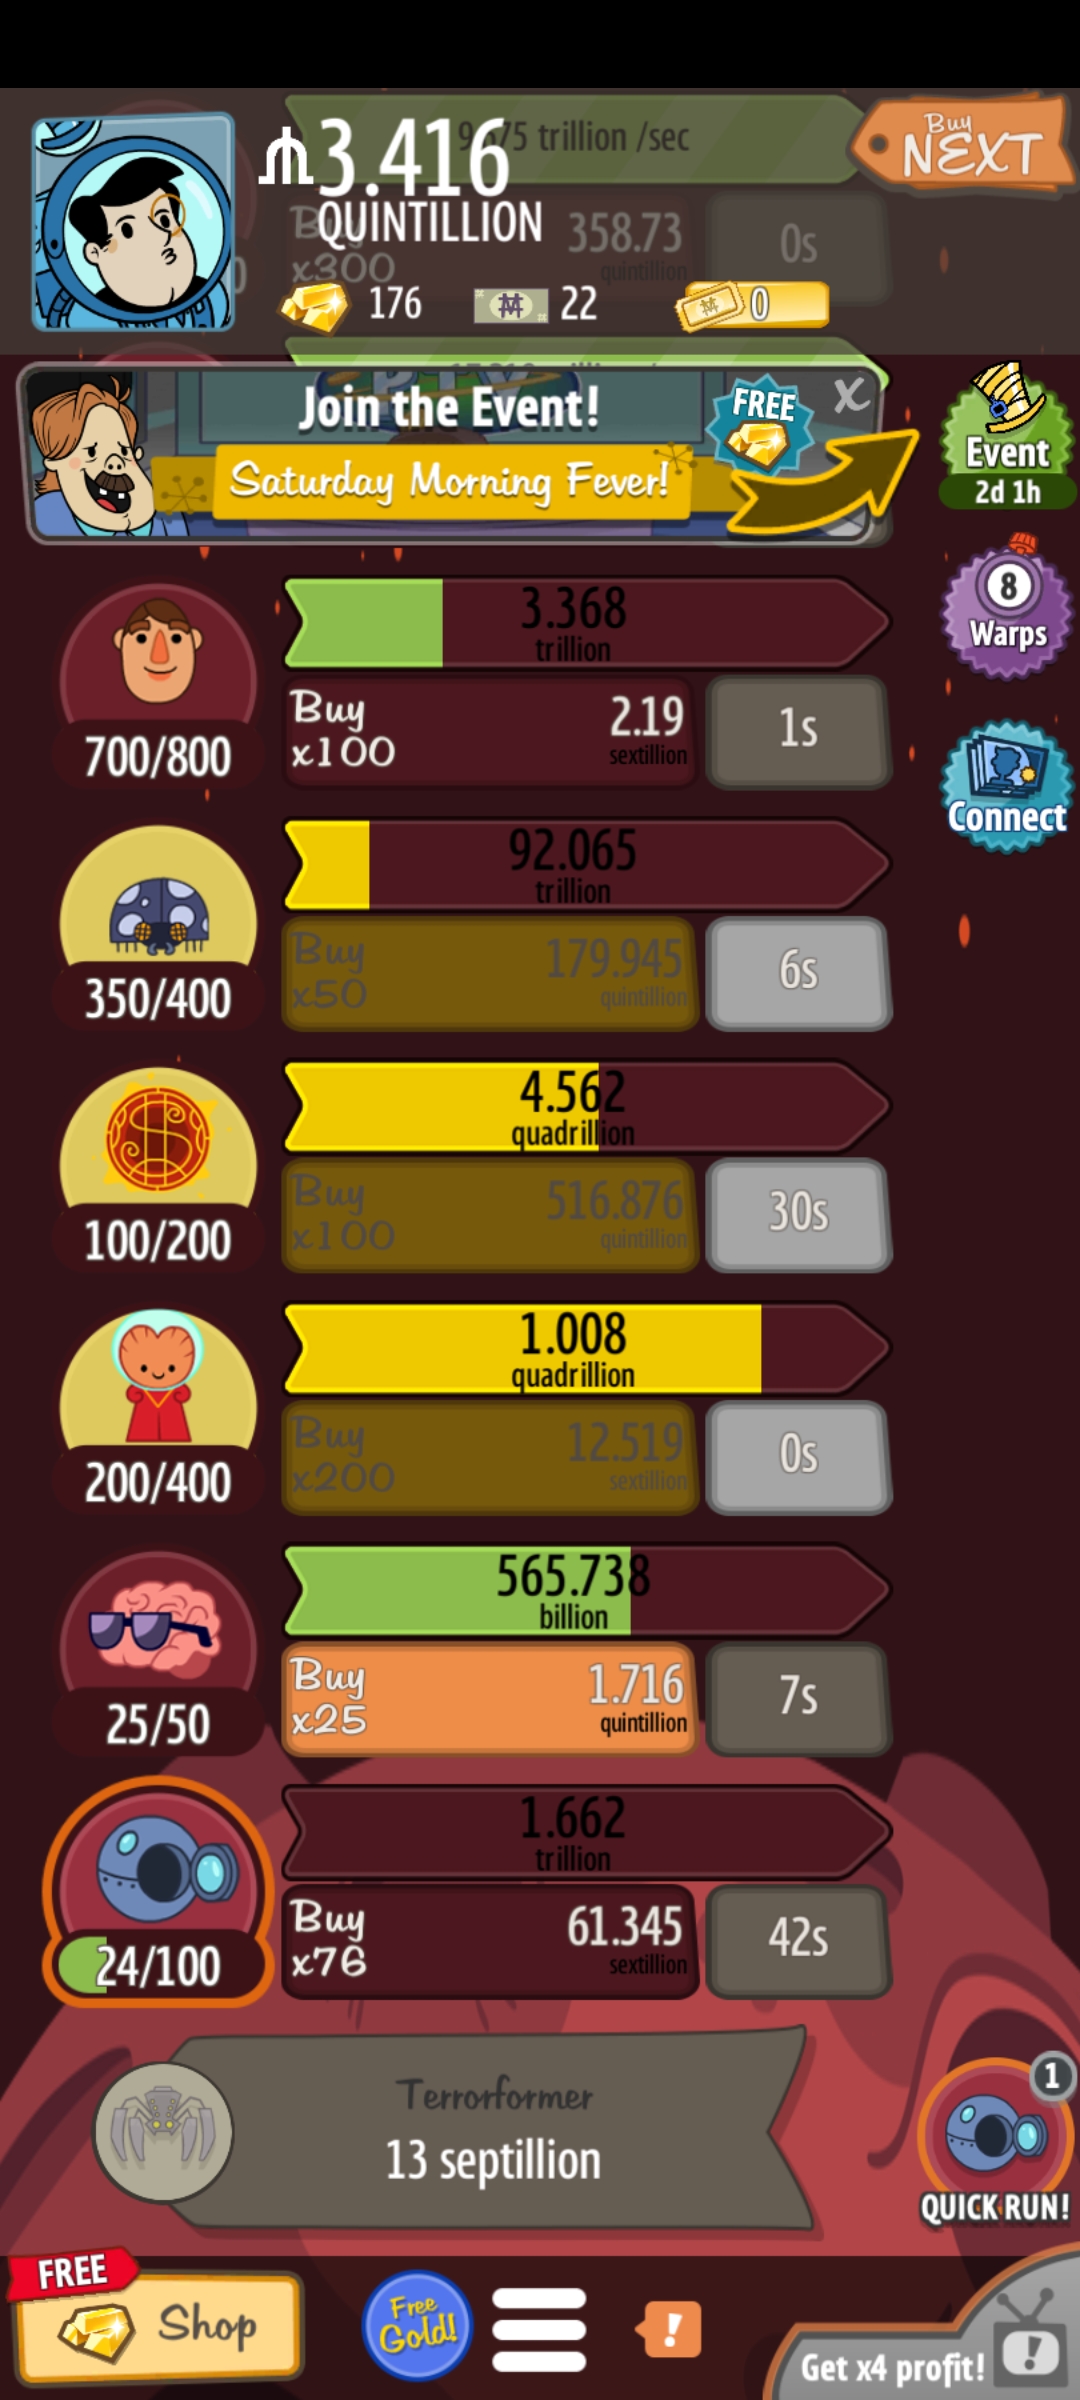 3.416
QUINTILLION
trillion /sec
Buy
NEXT
Buy
x300
358.73
quintillion
0s
176
22
0
Join the Event!
Saturday Morning Fever!
FREE
X
Event
2d 1h
8
Warps
Connect
3.368
trillion
700/800
Buy
x100
2.19
sextillion
1s
92.065
trillion
350/400
Buy
x50
179.945
quintillion
6s
4.562
quadrillion
100/200
Buy
x100
516.876
quintillion
30s
1.008
quadrillion
200/400
Buy
x200
12.519
sextillion
0s
565.738
billion
25/50
Buy
x25
1.716
quintillion
7s
1.662
trillion
24/100
Buy
x76
61.345
sextillion
42s
Terrorformer
13 septillion
1
QUICK RUN!
FREE
Shop
Free
Gold!
!
Get x4 profit!
!